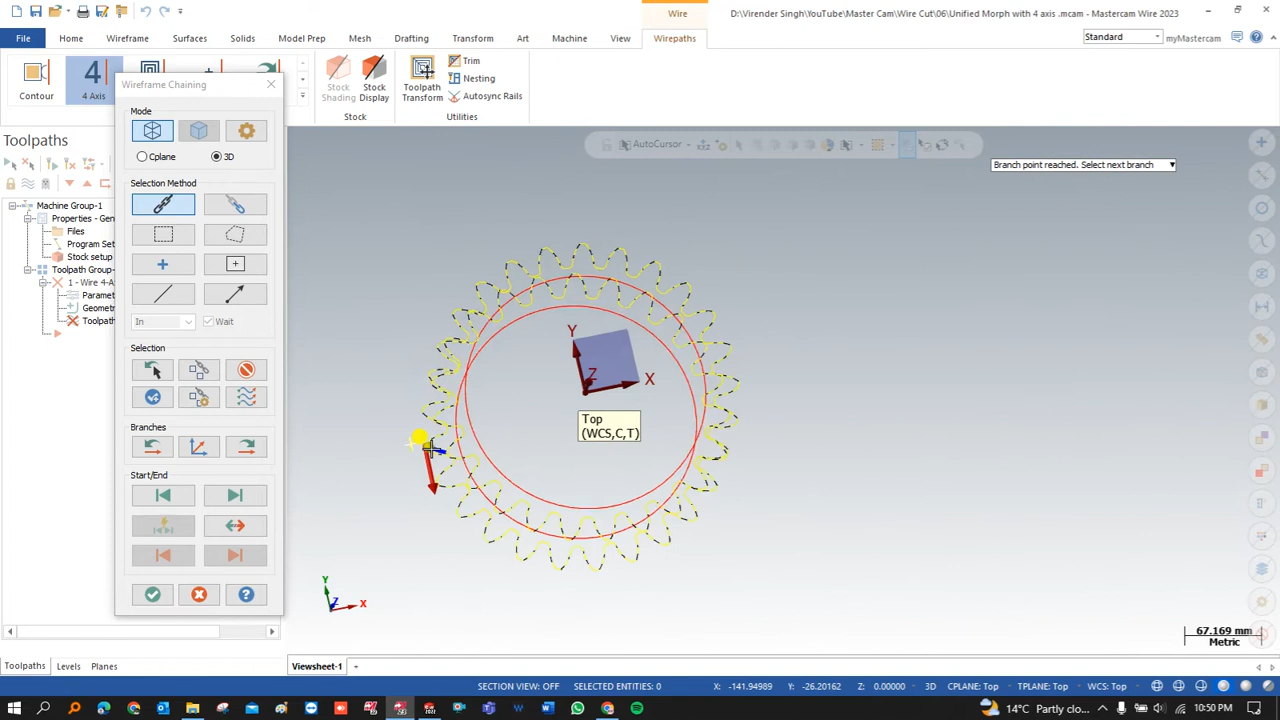 Wire
D:\Virender Singh\YouTube\Master Cam\Wire Cut\06\Unified Morph with 4 axis .mcam - Mastercam Wire 2023
File
Home
Wireframe
Surfaces
Solids
Model Prep
Mesh
Drafting
Transform
Art
Machine
View
Wirepaths
Standard
myMastercam
Contour
4
4 Axis
Wireframe Chaining
Stock
Shading
Stock
Display
Stock
Toolpath
Transform
Trim
Nesting
Autosync Rails
Utilities
Toolpaths
Machine Group-1
Properties - Gen
Files
Program Set
Stock setup
Toolpath Group-
1 - Wire 4-A
Parame
Geomet
Toolpath
Mode
Cplane
3D
Selection Method
In
Wait
Selection
Branches
Start/End
AutoCursor
Branch point reached. Select next branch
Y
Z
X
Top
(WCS,C,T)
Y
Z
X
67.169 mm
Metric
Toolpaths
Levels
Planes
Viewsheet-1
SECTION VIEW: OFF
SELECTED ENTITIES: 0
X: -141.94989
Y: -26.20162
Z: 0.00000
3D
CPLANE: Top
TPLANE: Top
WCS: Top
14°C Partly clo...
ENG
10:50 PM